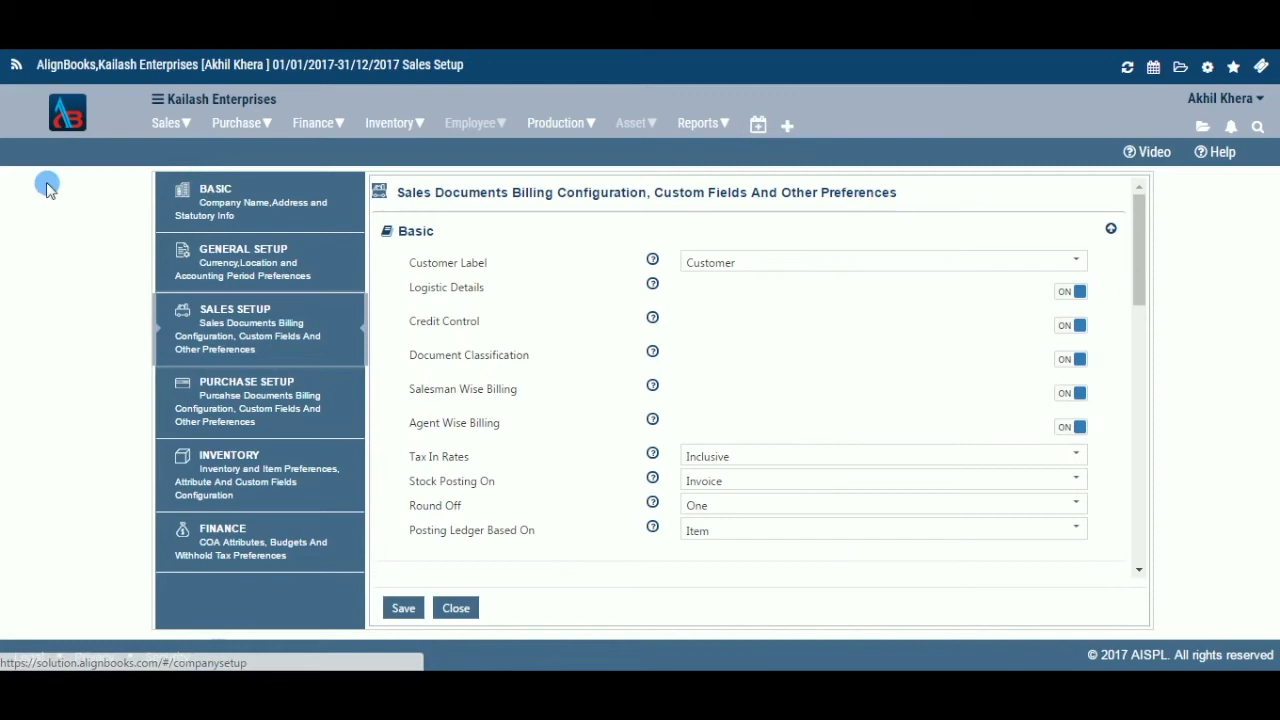 AlignBooks,Kailash Enterprises [Akhil Khera ] 01/01/2017-31/12/2017 Sales Setup
Kailash Enterprises
Akhil Khera
Sales Purchase Finance Inventory Employee Production Asset Reports
Video Help
BASIC
Company Name,Address and
Statutory Info
GENERAL SETUP
Currency,Location and
Accounting Period Preferences
SALES SETUP
Sales Documents Billing
Configuration, Custom Fields And
Other Preferences
PURCHASE SETUP
Purcahse Documents Billing
Configuration, Custom Fields And
Other Preferences
INVENTORY
Inventory and Item Preferences,
Attribute And Custom Fields
Configuration
FINANCE
COA Attributes, Budgets And
Withhold Tax Preferences
Sales Documents Billing Configuration, Custom Fields And Other Preferences
Basic
Customer Label Customer
Logistic Details ON
Credit Control ON
Document Classification ON
Salesman Wise Billing ON
Agent Wise Billing ON
Tax In Rates Inclusive
Stock Posting On Invoice
Round Off One
Posting Ledger Based On Item
Save Close
https://solution.alignbooks.com/#/companysetup
© 2017 AISPL. All rights reserved